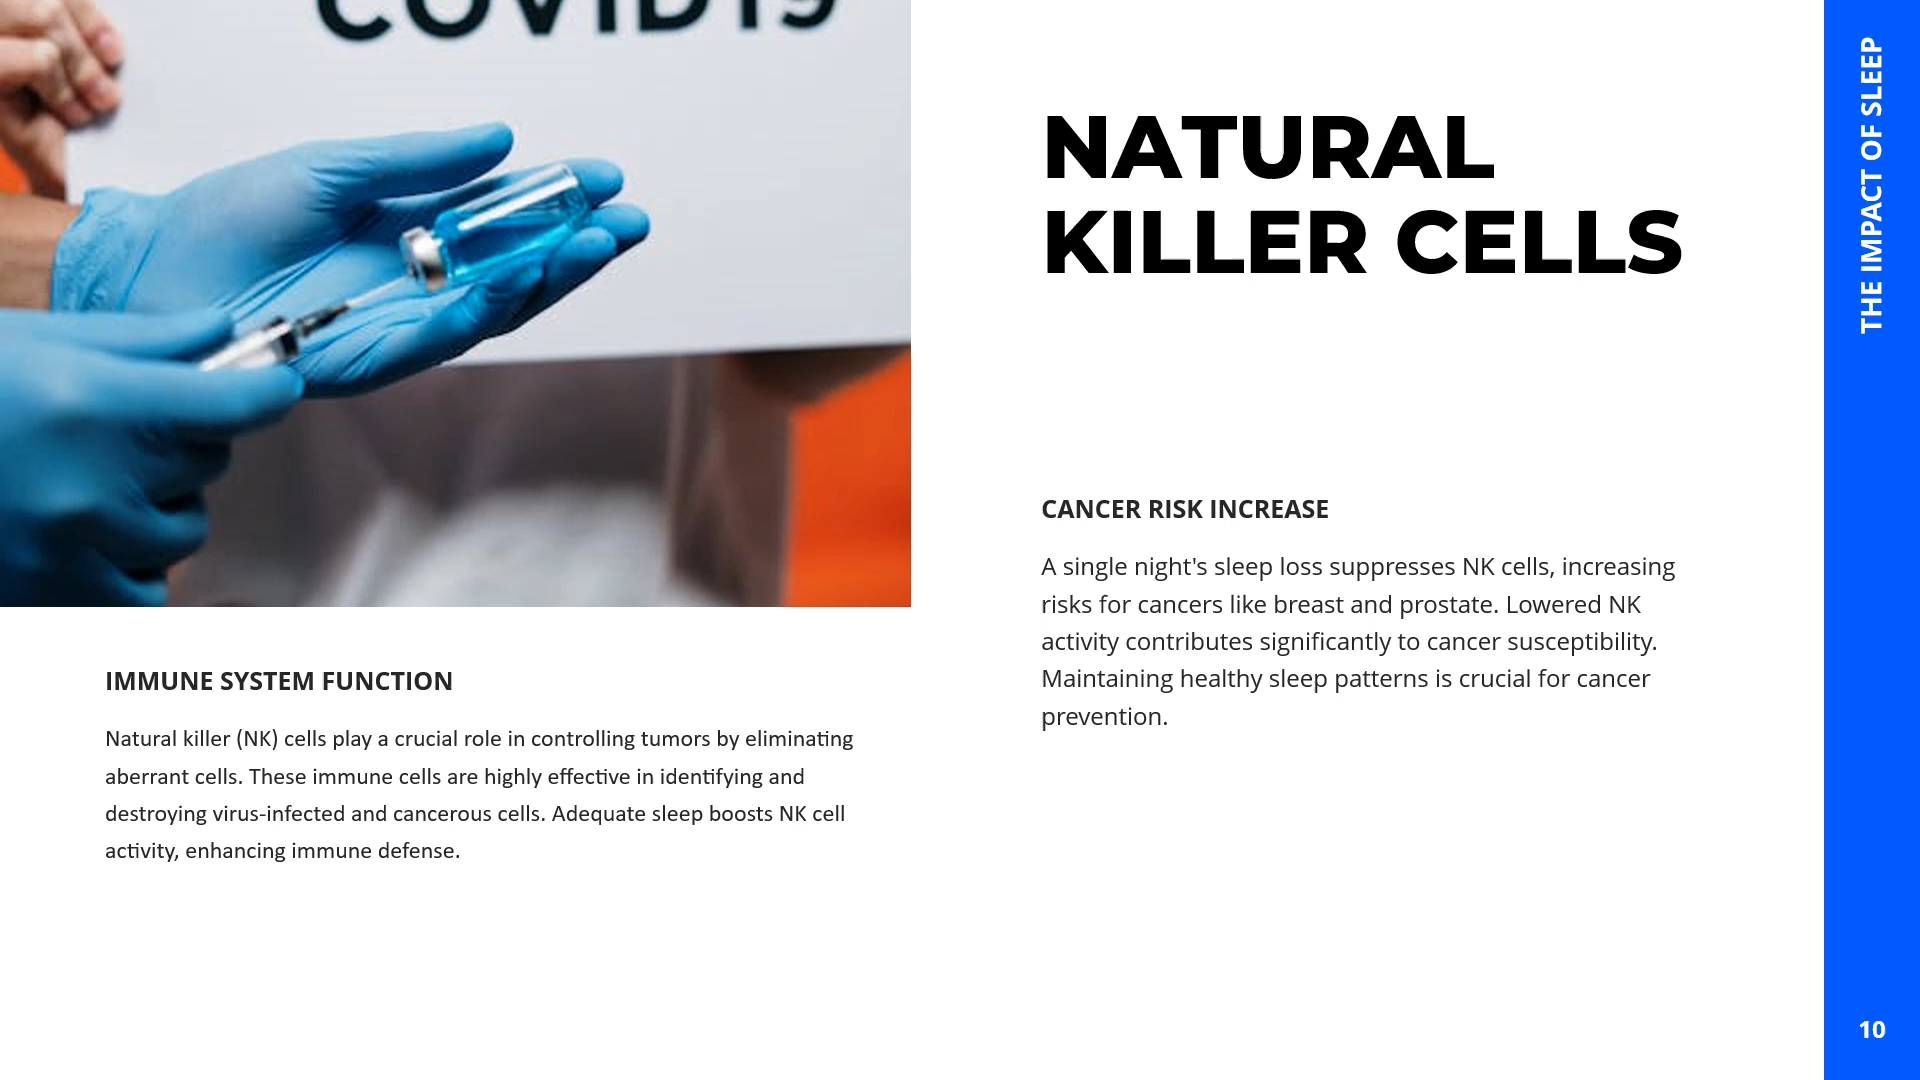 COVID19
NATURAL
KILLER CELLS
THE IMPACT OF SLEEP
CANCER RISK INCREASE
A single night's sleep loss suppresses NK cells, increasing
risks for cancers like breast and prostate. Lowered NK
activity contributes significantly to cancer susceptibility.
Maintaining healthy sleep patterns is crucial for cancer
prevention.
IMMUNE SYSTEM FUNCTION
Natural killer (NK) cells play a crucial role in controlling tumors by eliminating
aberrant cells. These immune cells are highly effective in identifying and
destroying virus-infected and cancerous cells. Adequate sleep boosts NK cell
activity, enhancing immune defense.
10